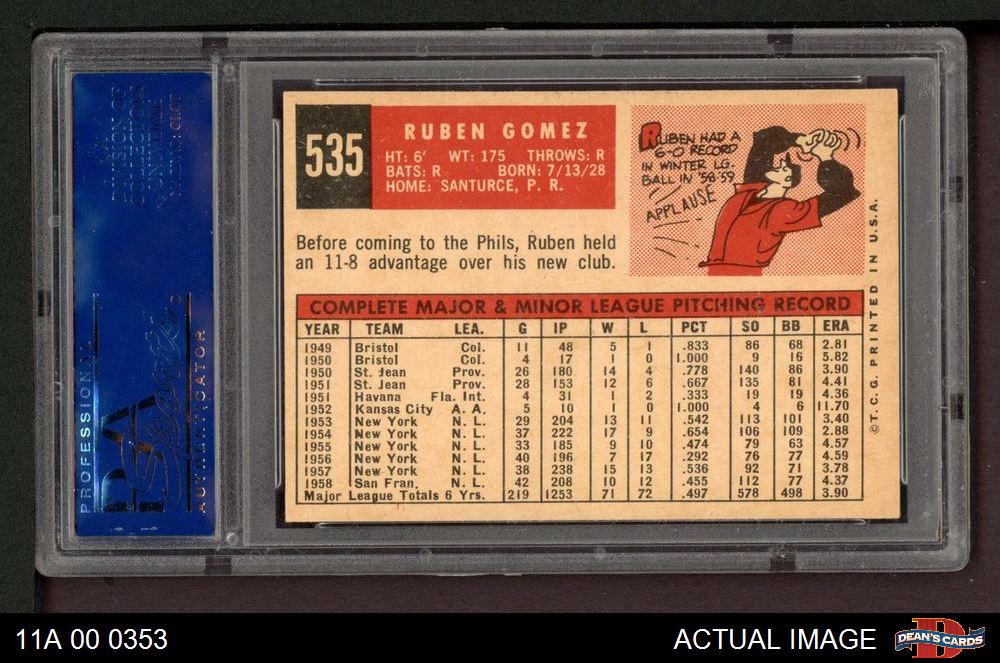 535
RUBEN GOMEZ
HT: 6' WT: 175 THROWS: R
BATS: R BORN: 7/13/28
HOME: SANTURCE, P. R.
RUBEN HAD A
6-0 RECORD
IN WINTER LG.
BALL IN '58-'59
APPLAUSE
Before coming to the Phils, Ruben held
an 11-8 advantage over his new club.
COMPLETE MAJOR & MINOR LEAGUE PITCHING RECORD
YEAR TEAM LEA. G IP W L PCT SO BB ERA
1949 Bristol Col. 11 48 5 1 .833 86 68 2.81
1950 Bristol Col. 4 17 1 0 1.000 9 16 5.82
1950 St. Jean Prov. 26 180 14 4 .778 140 86 3.90
1951 St. Jean Prov. 28 153 12 6 .667 135 81 4.41
1951 Havana Fla. Int. 4 31 1 2 .333 19 19 4.36
1952 Kansas City A. A. 5 10 1 0 1.000 4 6 11.70
1953 New York N. L. 29 204 13 11 .542 113 101 3.40
1954 New York N. L. 37 222 17 9 .654 106 109 2.88
1955 New York N. L. 33 185 9 10 .474 79 63 4.57
1956 New York N. L. 40 196 7 17 .292 76 77 4.59
1957 New York N. L. 38 238 15 13 .536 92 71 3.78
1958 San Fran. N. L. 42 208 10 12 .455 112 77 4.37
Major League Totals 6 Yrs. 219 1253 71 72 .497 578 498 3.90
©T.C.G. PRINTED IN U.S.A.
PROFESSIONAL
PSA
Sports
AUTHENTICATOR
A
DIVISION OF
COLLECTORS
UNIVERSE
11A 00 0353
ACTUAL IMAGE
D
DEAN'S CARDS